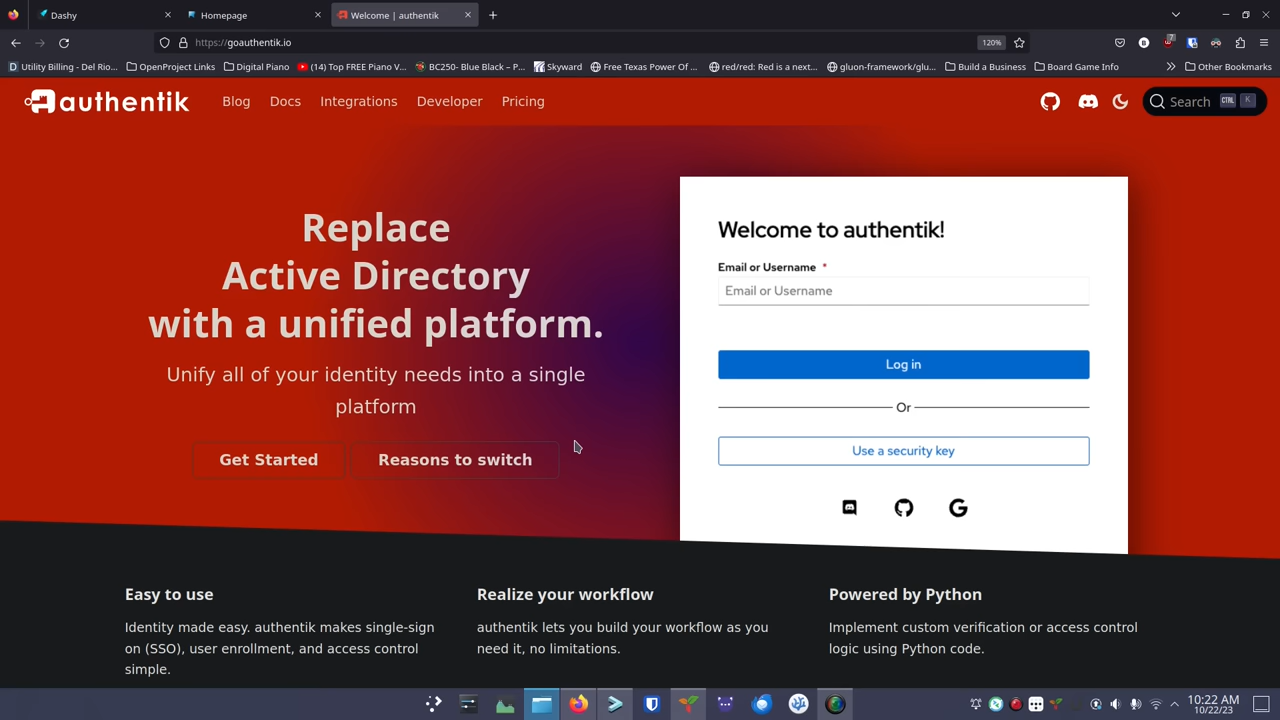 Dashy
Homepage
Welcome | authentik
https://goauthentik.io
120%
7
Utility Billing - Del Rio...
OpenProject Links
Digital Piano
(14) Top FREE Piano V...
BC250- Blue Black – P...
Skyward
Free Texas Power Of ...
red/red: Red is a next...
gluon-framework/glu...
Build a Business
Board Game Info
Other Bookmarks
authentik
Blog
Docs
Integrations
Developer
Pricing
Search
CTRL
K
Replace
Active Directory
with a unified platform.
Unify all of your identity needs into a single
platform
Get Started
Reasons to switch
Welcome to authentik!
Email or Username *
Email or Username
Log in
Or
Use a security key
Easy to use
Identity made easy. authentik makes single-sign
on (SSO), user enrollment, and access control
simple.
Realize your workflow
authentik lets you build your workflow as you
need it, no limitations.
Powered by Python
Implement custom verification or access control
logic using Python code.
10:22 AM
10/22/23